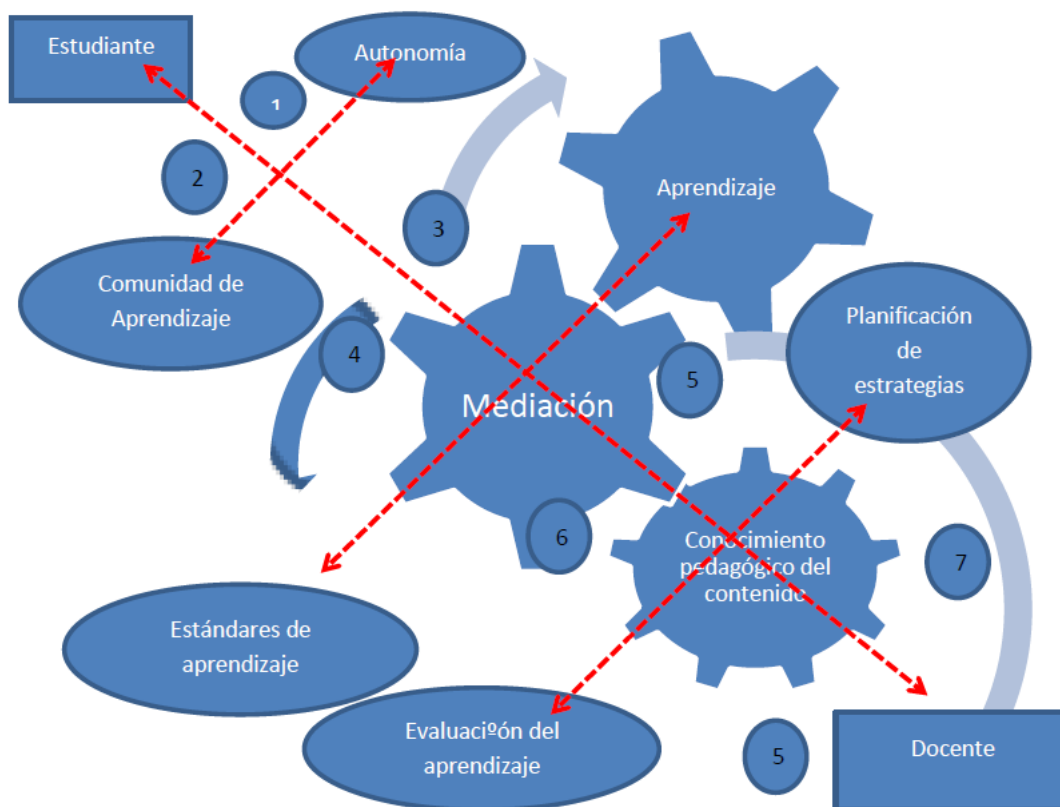 Estudiante
Autonomía
1
2
3
Aprendizaje
Comunidad de
Aprendizaje
4
Mediación
5
Planificación
de
estrategias
6
Conocimiento
pedagógico del
contenido
7
Estándares de
aprendizaje
Evaluaciºón del
aprendizaje
5
Docente